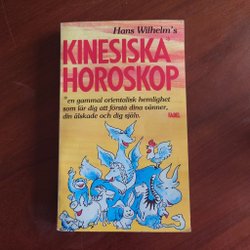 Hans Wilhelm's
KINESISKA
HOROSKOP
"en gammal orientalisk hemlighet
som lär dig att förstå dina vänner,
din älskade och dig själv.